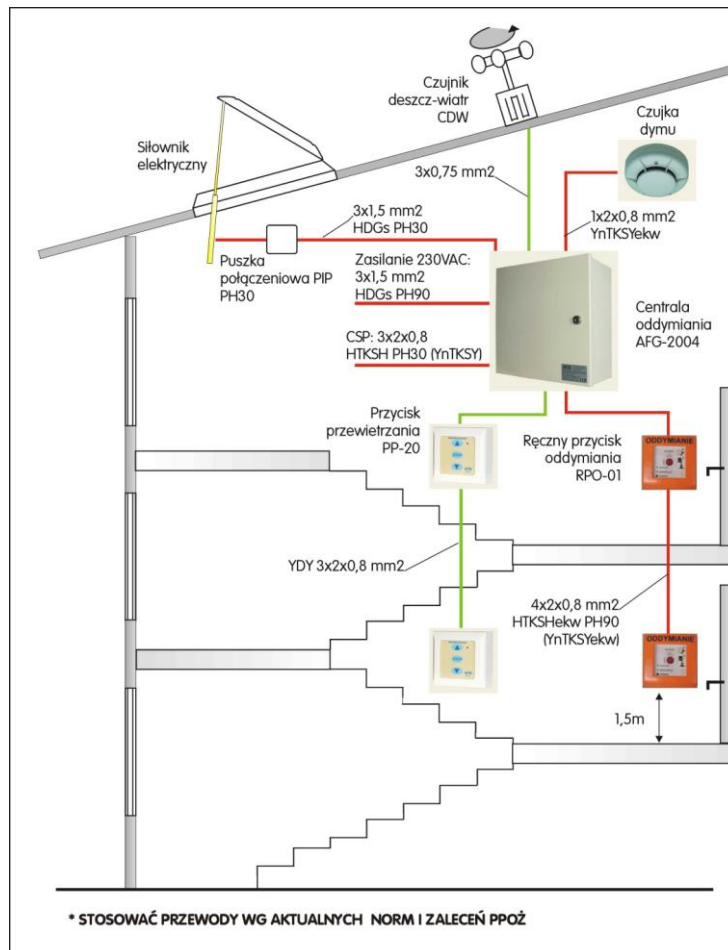 Czujnik
deszcz-wiatr
CDW
Czujka
dymu
Siłownik
elektryczny
3x0,75 mm2
1x2x0,8 mm2
YnTKSYekw
3x1,5 mm2
HDGs PH30
Puszka
połączeniowa PIP
PH30
Zasilanie 230VAC:
3x1,5 mm2
HDGs PH90
Centrala
oddymiania
AFG-2004
CSP: 3x2x0,8
HTKSH PH30 (YnTKSY)
Przycisk
przewietrzania
PP-20
Ręczny przycisk
oddymiania
RPO-01
ODDYMIANIE
YDY 3x2x0,8 mm2
4x2x0,8 mm2
HTKSHekw PH90
(YnTKSYekw)
ODDYMIANIE
1,5m
* STOSOWAĆ PRZEWODY WG AKTUALNYCH NORM I ZALECEŃ PPOŻ